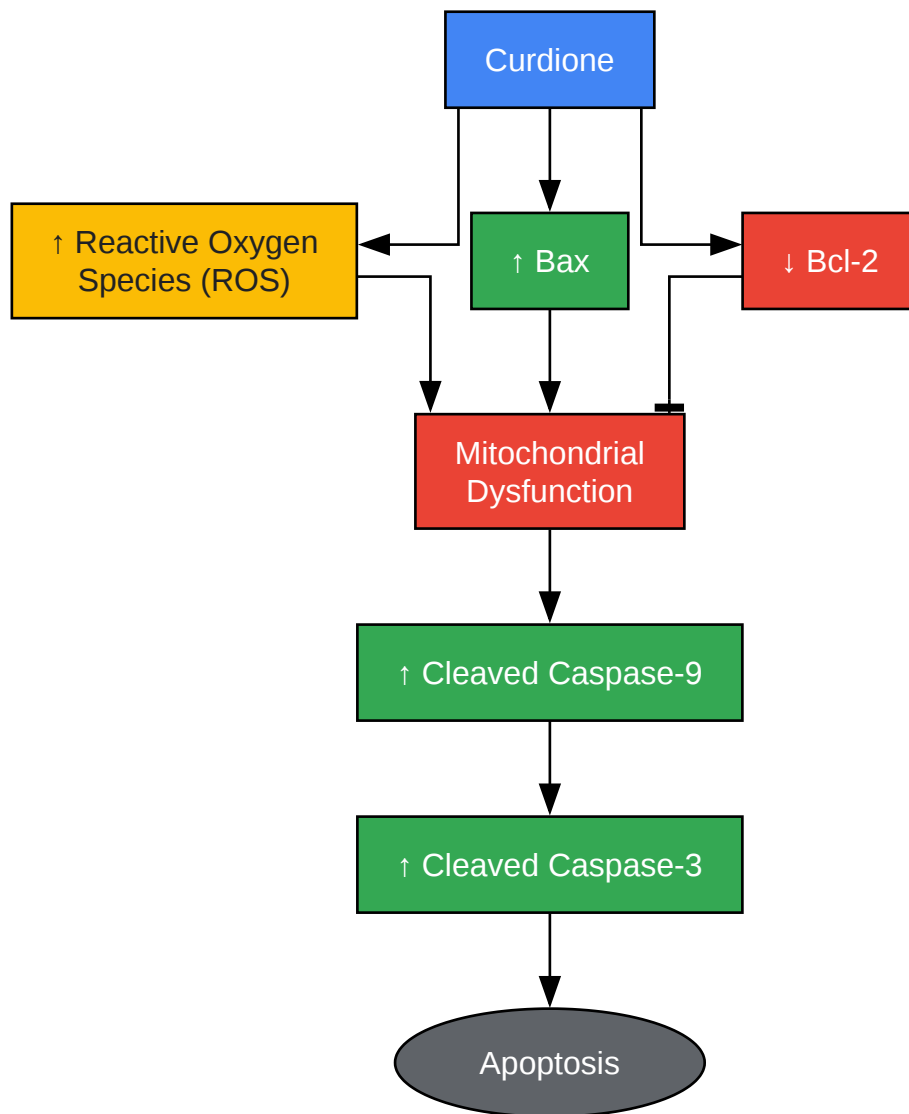 Curdione
↑ Reactive Oxygen
Species (ROS)
↑ Bax
↓ Bcl-2
Mitochondrial
Dysfunction
↑ Cleaved Caspase-9
↑ Cleaved Caspase-3
Apoptosis